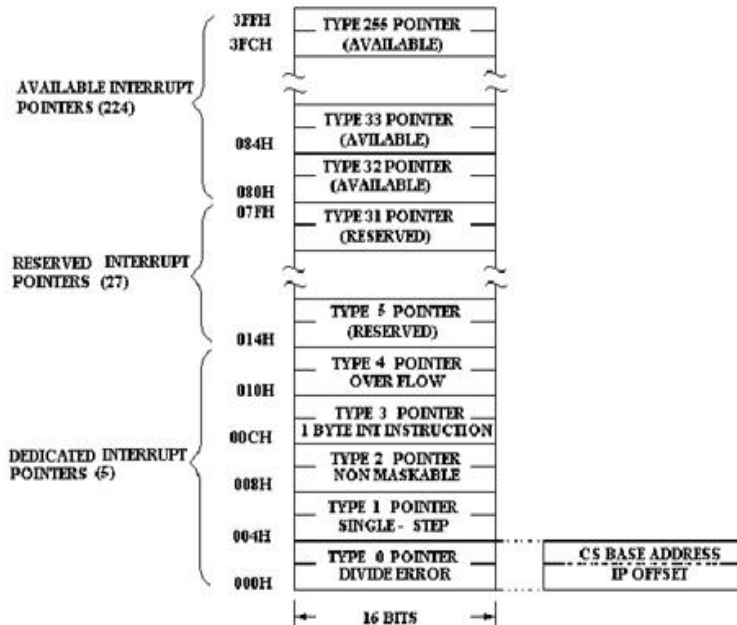 3FFH
TYPE 255 POINTER
3FCH
(AVAILABLE)
AVAILABLE INTERRUPT
POINTERS (224)
TYPE 33 POINTER
084H
(AVILABLE)
TYPE 32 POINTER
080H
(AVAILABLE)
07FH
TYPE 31 POINTER
(RESERVED)
RESERVED INTERRUPT
POINTERS (27)
TYPE 5 POINTER
(RESERVED)
014H
TYPE 4 POINTER
OVER FLOW
010H
TYPE 3 POINTER
00CH
1 BYTE INT INSTRUCTION
DEDICATED INTERRUPT
POINTERS (5)
TYPE 2 POINTER
NON MASKABLE
008H
TYPE 1 POINTER
SINGLE - STEP
004H
TYPE 0 POINTER
CS BASE ADDRESS
DIVIDE ERROR
IP OFFSET
000H
16 BITS